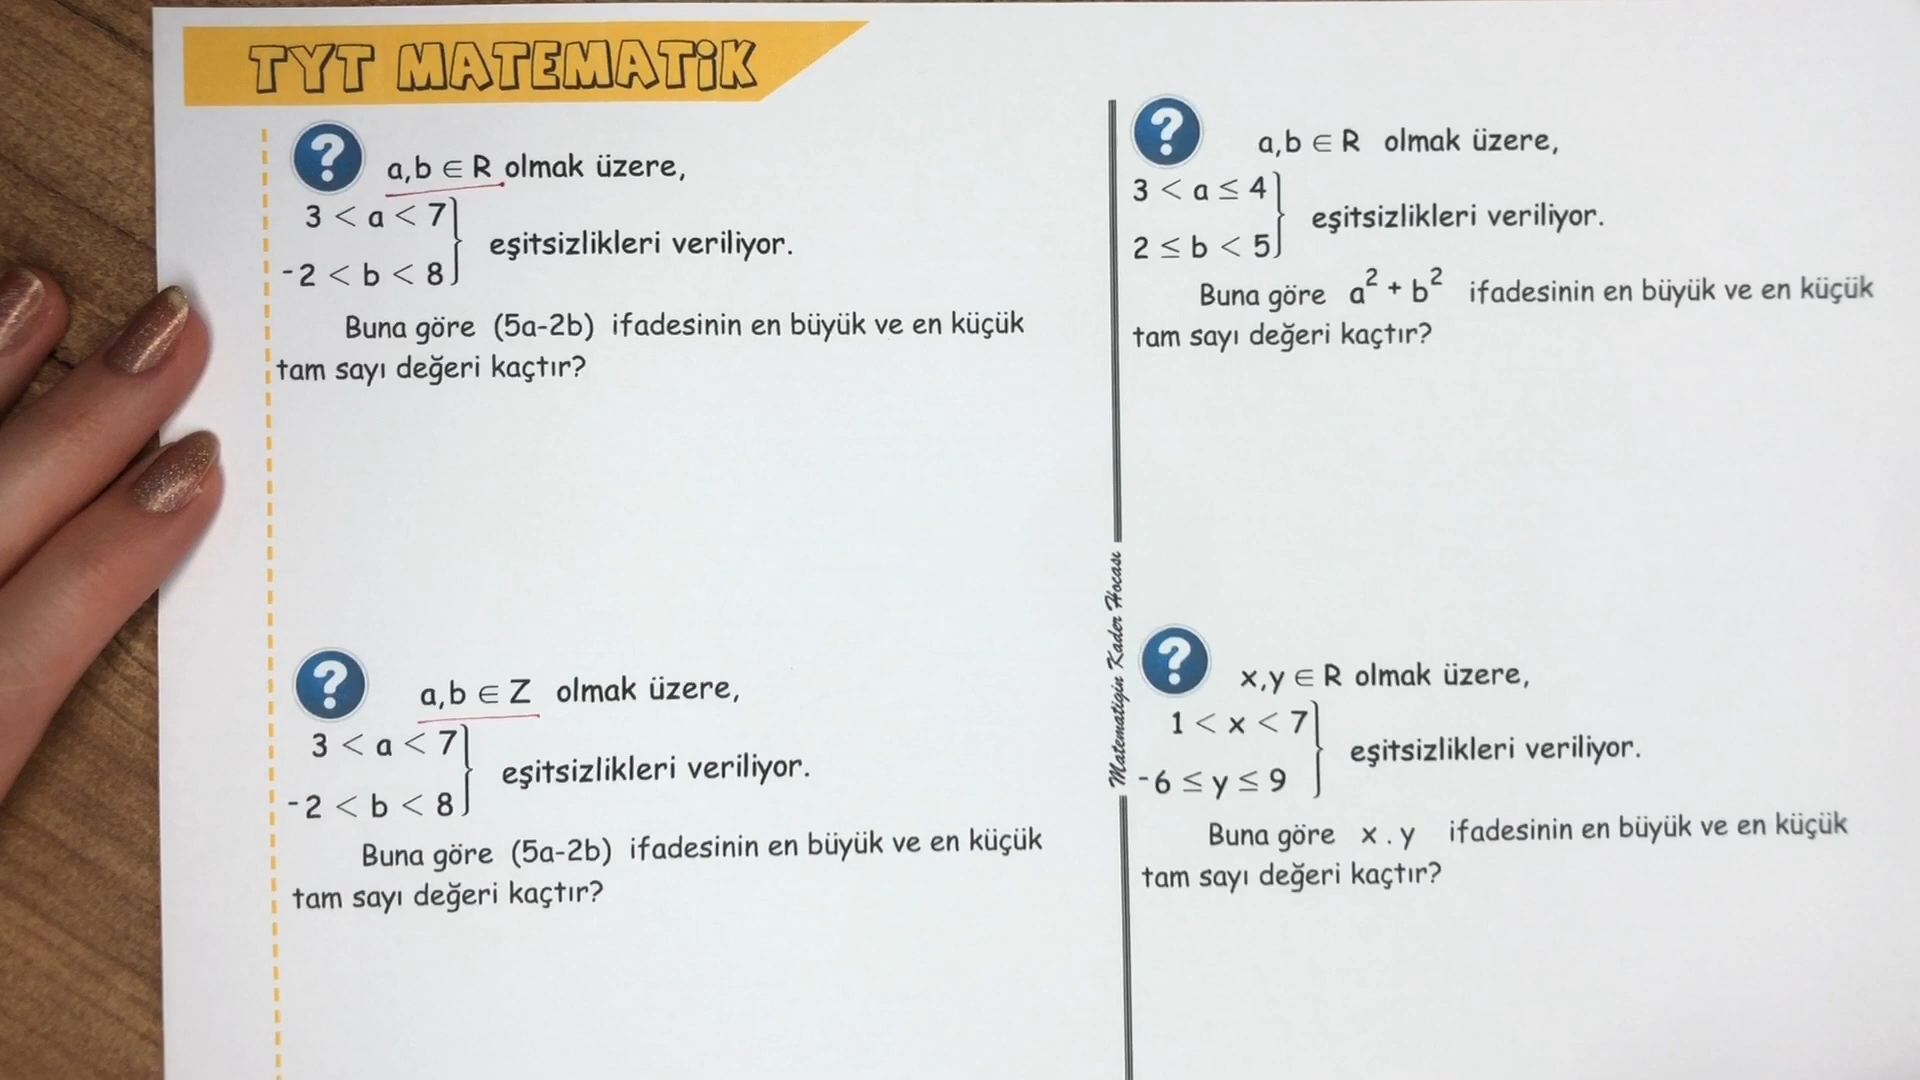 TYT MATEMATİK
a,b ∈ R olmak üzere,
3 < a < 7
-2 < b < 8
eşitsizlikleri veriliyor.
Buna göre (5a-2b) ifadesinin en büyük ve en küçük
tam sayı değeri kaçtır?
a,b ∈ Z olmak üzere,
3 < a < 7
-2 < b < 8
eşitsizlikleri veriliyor.
Buna göre (5a-2b) ifadesinin en büyük ve en küçük
tam sayı değeri kaçtır?
Matematiğin Kader Hocası
a,b ∈ R olmak üzere,
3 < a ≤ 4
2 ≤ b < 5
eşitsizlikleri veriliyor.
Buna göre a² + b² ifadesinin en büyük ve en küçük
tam sayı değeri kaçtır?
x,y ∈ R olmak üzere,
1 < x < 7
-6 ≤ y ≤ 9
eşitsizlikleri veriliyor.
Buna göre x . y ifadesinin en büyük ve en küçük
tam sayı değeri kaçtır?